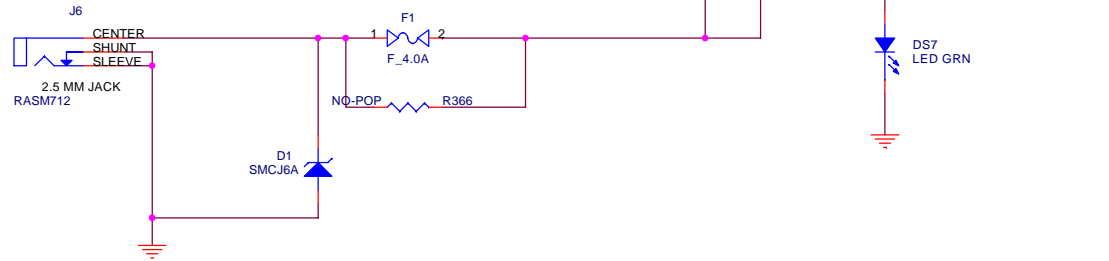 J6
CENTER
SHUNT
SLEEVE
2.5 MM JACK
RASM712
F1
1
2
F_4.0A
NO-POP
R366
D1
SMCJ6A
DS7
LED GRN